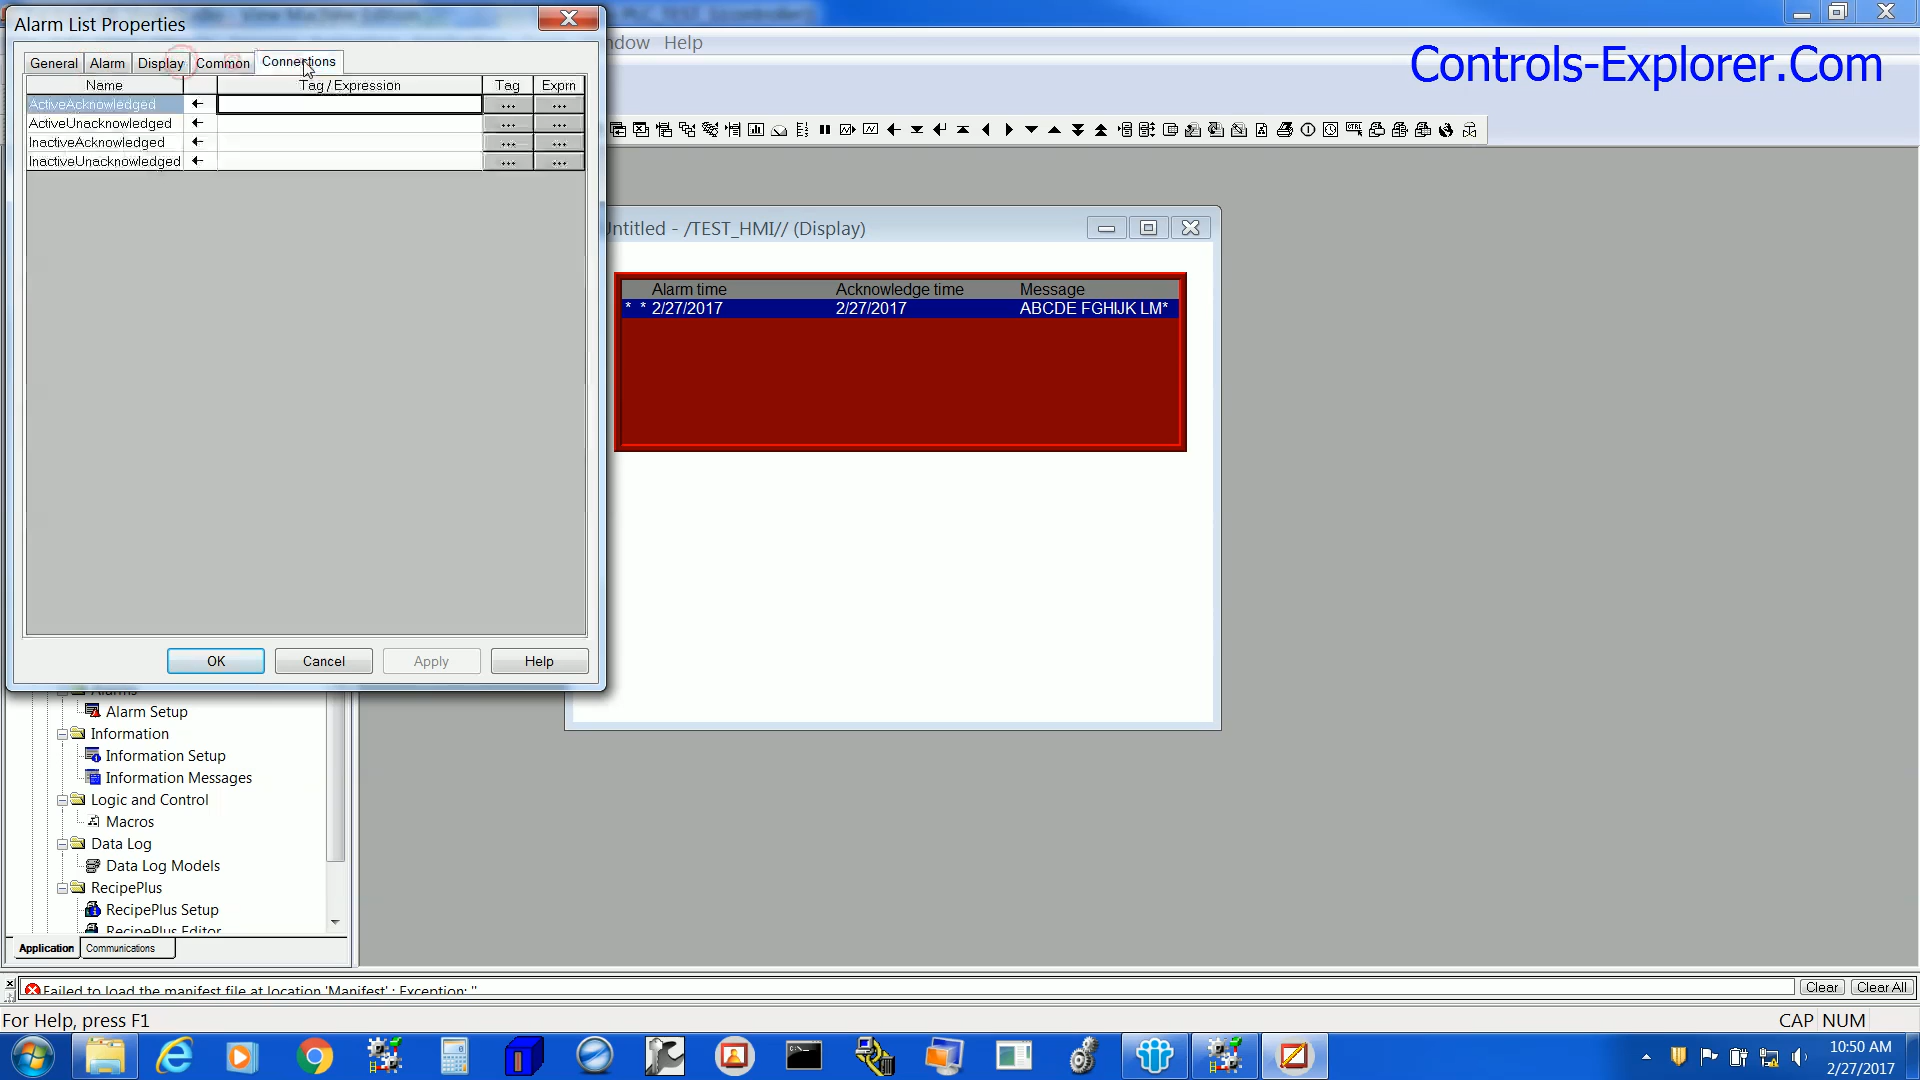 Alarm List Properties
General Alarm Display Common Connections
Name Tag / Expression Tag Exprn
ActiveAcknowledged ... ...
ActiveUnacknowledged ... ...
InactiveAcknowledged ... ...
InactiveUnacknowledged ... ...
OK Cancel Apply Help
Help
Controls-Explorer.Com
Untitled - /TEST_HMI// (Display)
Alarm time Acknowledge time Message
* * 2/27/2017 2/27/2017 ABCDE FGHIJK LM*
Alarms
Alarm Setup
Information
Information Setup
Information Messages
Logic and Control
Macros
Data Log
Data Log Models
RecipePlus
RecipePlus Setup
RecipePlus Editor
Application Communications
Failed to load the manifest file at location 'Manifest' : Exception: ''
Clear Clear All
For Help, press F1
CAP NUM
10:50 AM
2/27/2017